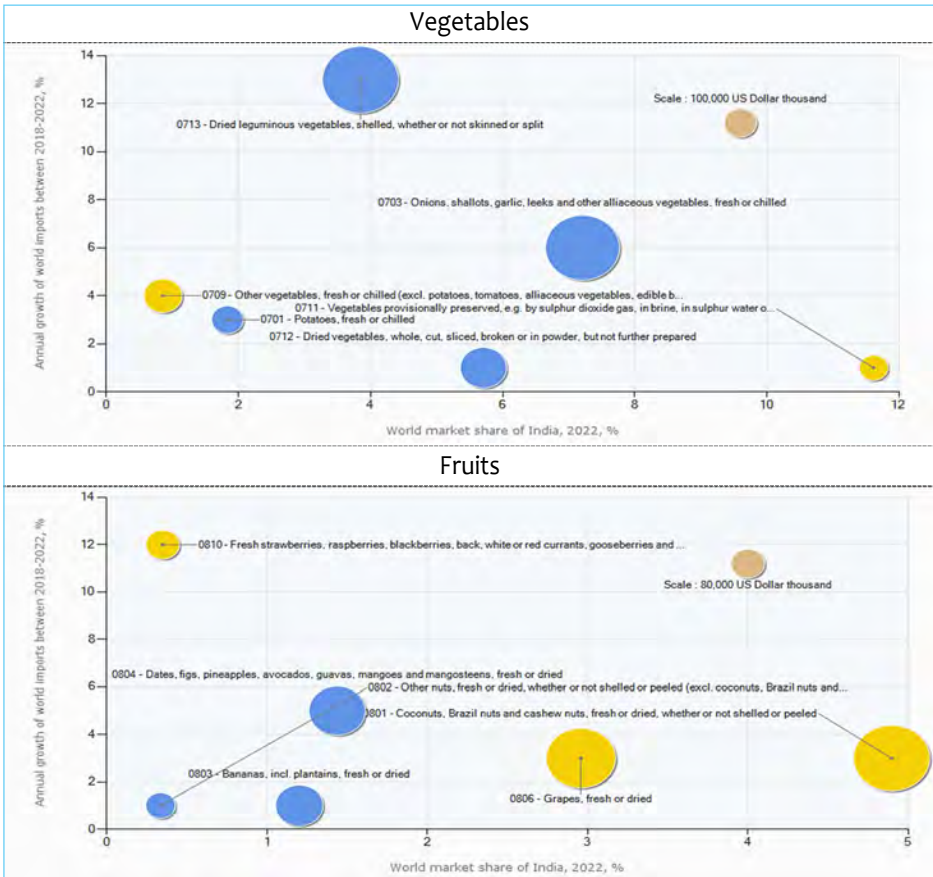 Vegetables
Annual growth of world imports between 2018-2022, %
14
12
10
8
6
4
2
0
Scale : 100,000 US Dollar thousand
0713 - Dried leguminous vegetables, shelled, whether or not skinned or split
0703 - Onions, shallots, garlic, leeks and other alliaceous vegetables, fresh or chilled
0709 - Other vegetables, fresh or chilled (excl. potatoes, tomatoes, alliaceous vegetables, edible b...
0711 - Vegetables provisionally preserved, e.g. by sulphur dioxide gas, in brine, in sulphur water o...
0701 - Potatoes, fresh or chilled
0712 - Dried vegetables, whole, cut, sliced, broken or in powder, but not further prepared
0 2 4 6 8 10 12
World market share of India, 2022, %
Fruits
Annual growth of world imports between 2018-2022, %
14
12
10
8
6
4
2
0
0810 - Fresh strawberries, raspberries, blackberries, back, white or red currants, gooseberries and ...
Scale : 80,000 US Dollar thousand
0804 - Dates, figs, pineapples, avocados, guavas, mangoes and mangosteens, fresh or dried
0802 - Other nuts, fresh or dried, whether or not shelled or peeled (excl. coconuts, Brazil nuts and...
0801 - Coconuts, Brazil nuts and cashew nuts, fresh or dried, whether or not shelled or peeled
0803 - Bananas, incl. plantains, fresh or dried
0806 - Grapes, fresh or dried
0 1 2 3 4 5
World market share of India, 2022, %